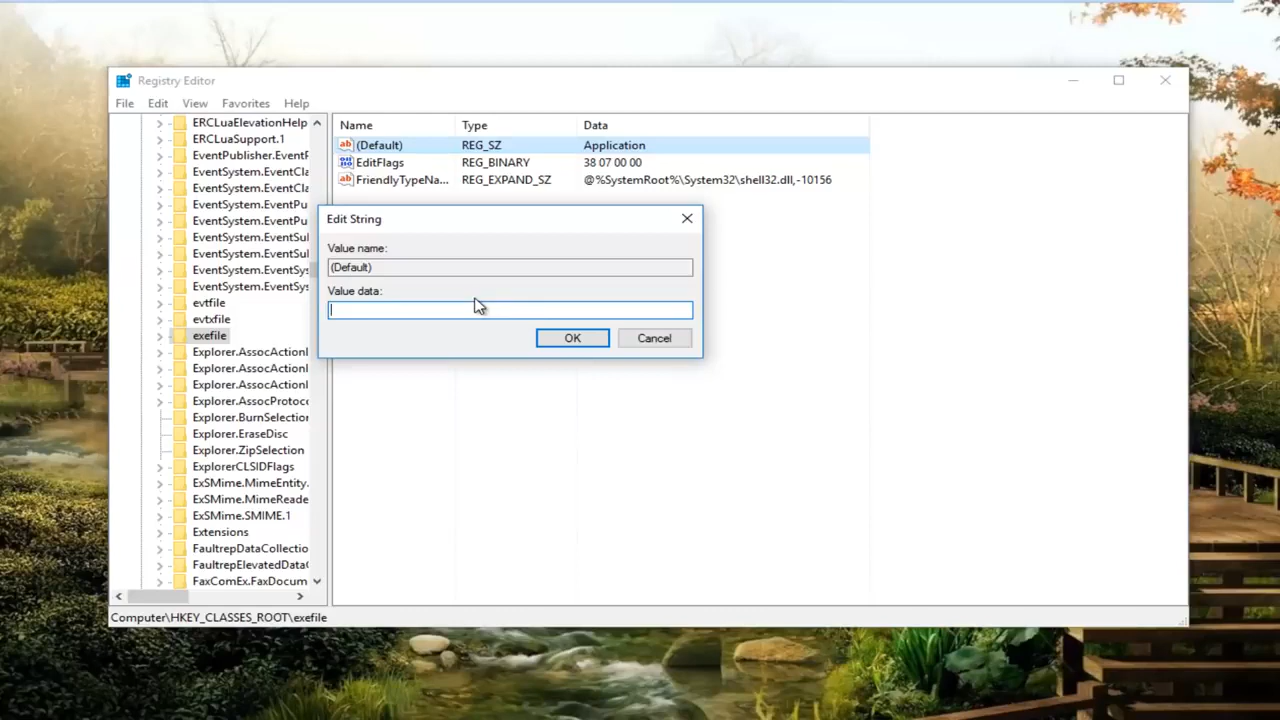 Registry Editor
File Edit View Favorites Help
ERCLuaElevationHelp
ERCLuaSupport.1
EventPublisher.EventF
EventSystem.EventCla
EventSystem.EventCla
EventSystem.EventPu
EventSystem.EventPu
EventSystem.EventSul
EventSystem.EventSul
EventSystem.EventSys
EventSystem.EventSys
evtfile
evtxfile
exefile
Explorer.AssocActionI
Explorer.AssocActionI
Explorer.AssocActionI
Explorer.AssocProtoco
Explorer.BurnSelection
Explorer.EraseDisc
Explorer.ZipSelection
ExplorerCLSIDFlags
ExSMime.MimeEntity.
ExSMime.MimeReade
ExSMime.SMIME.1
Extensions
FaultrepDataCollectio
FaultrepElevatedData
FaxComEx.FaxDocum
Name Type Data
(Default) REG_SZ Application
EditFlags REG_BINARY 38 07 00 00
FriendlyTypeNa... REG_EXPAND_SZ @%SystemRoot%\System32\shell32.dll,-10156
Edit String
Value name:
(Default)
Value data:
OK Cancel
Computer\HKEY_CLASSES_ROOT\exefile